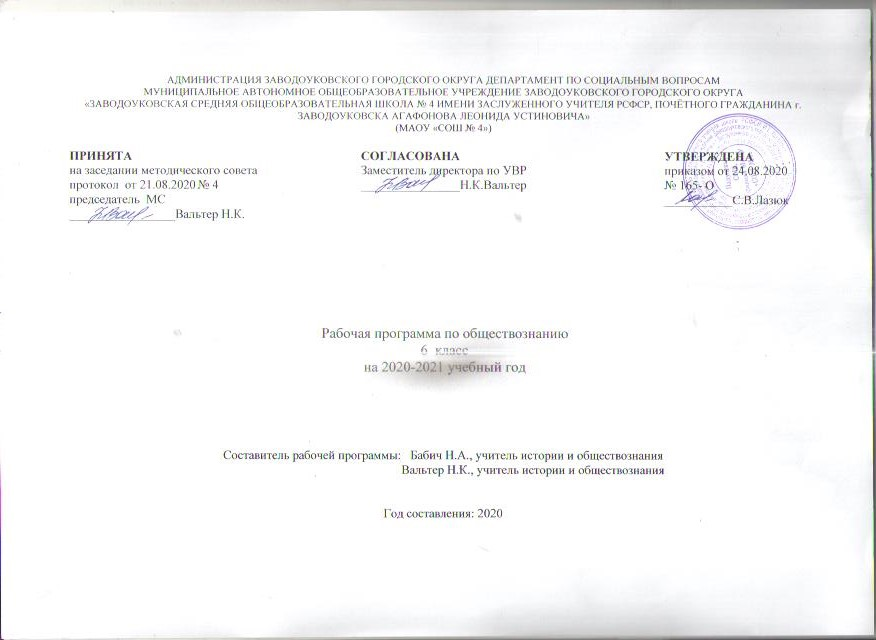 АДМИНИСТРАЦИЯ ЗАВОДОУКОВСКОГО ГОРОДСКОГО ОКРУГА ДЕПАРТАМЕНТ ПО СОЦИАЛЬНЫМ ВОПРОСАМ
МУНИЦИПАЛЬНОЕ АВТОНОМНОЕ ОБЩЕОБРАЗОВАТЕЛЬНОЕ УЧРЕЖДЕНИЕ ЗАВОДОУКОВСКОГО ГОРОДСКОГО ОКРУГА
«ЗАВОДОУКОВСКАЯ СРЕДНЯЯ ОБЩЕОБРАЗОВАТЕЛЬНАЯ ШКОЛА № 4 ИМЕНИ ЗАСЛУЖЕННОГО УЧИТЕЛЯ РСФСР, ПОЧЁТНОГО ГРАЖДАНИНА г.
ЗАВОДОУКОВСКА АГАФОНОВА ЛЕОНИДА УСТИНОВИЧА»
(МАОУ «СОШ № 4»)
ПРИНЯТА
на заседании методического совета
протокол от 21.08.2020 № 4
председатель МС
Вальтер Н.К.
СОГЛАСОВАНА
Заместитель директора по УВР
Н.К.Вальтер
УТВЕРЖДЕНА
приказом от 24.08.2020
№ 165- О
С.В.Лазюк
Рабочая программа по обществознанию
6 класс
на 2020-2021 учебный год
Составитель рабочей программы: Бабич Н.А., учитель истории и обществознания
Вальтер Н.К., учитель истории и обществознания
Год составления: 2020